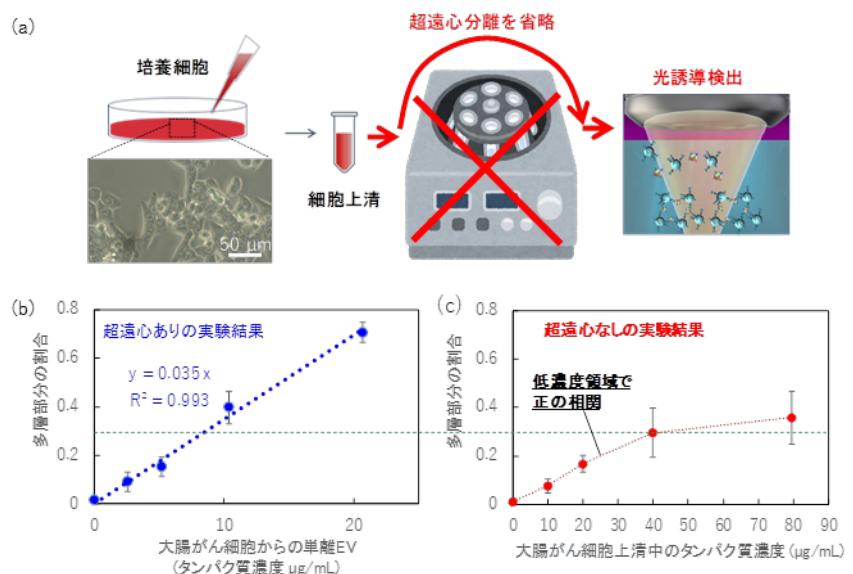 (a)
超遠心分離を省略
培養細胞
光誘導検出
細胞上清
50 μm
(b)
0.8
0.6
0.4
0.2
0
多層部分の割合
超遠心ありの実験結果
y = 0.035x
R² = 0.993
0
10
20
大腸がん細胞からの単離EV
(タンパク質濃度 μg/mL)
(c)
0.8
0.6
0.4
0.2
0
多層部分の割合
超遠心なしの実験結果
低濃度領域で
正の相関
0 10 20 30 40 50 60 70 80 90
大腸がん細胞上清中のタンパク質濃度 (μg/mL)